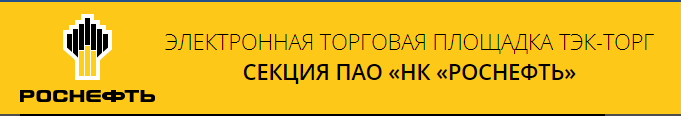 ЭЛЕКТРОННАЯ ТОРГОВАЯ ПЛОЩАДКА ТЭК-ТОРГ
СЕКЦИЯ ПАО «НК «РОСНЕФТЬ»
РОСНЕФТЬ